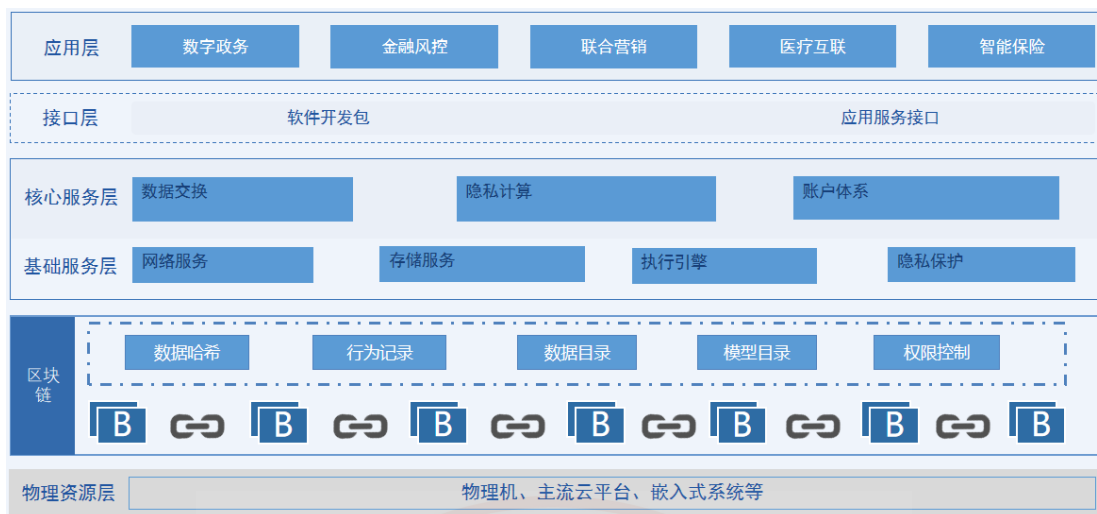 应用层 数字政务 金融风控 联合营销 医疗互联 智能保险
接口层 软件开发包 应用服务接口
核心服务层 数据交换 隐私计算 账户体系
基础服务层 网络服务 存储服务 执行引擎 隐私保护
区块
链
数据哈希 行为记录 数据目录 模型目录 权限控制
B B B B B B B
物理资源层 物理机、主流云平台、嵌入式系统等